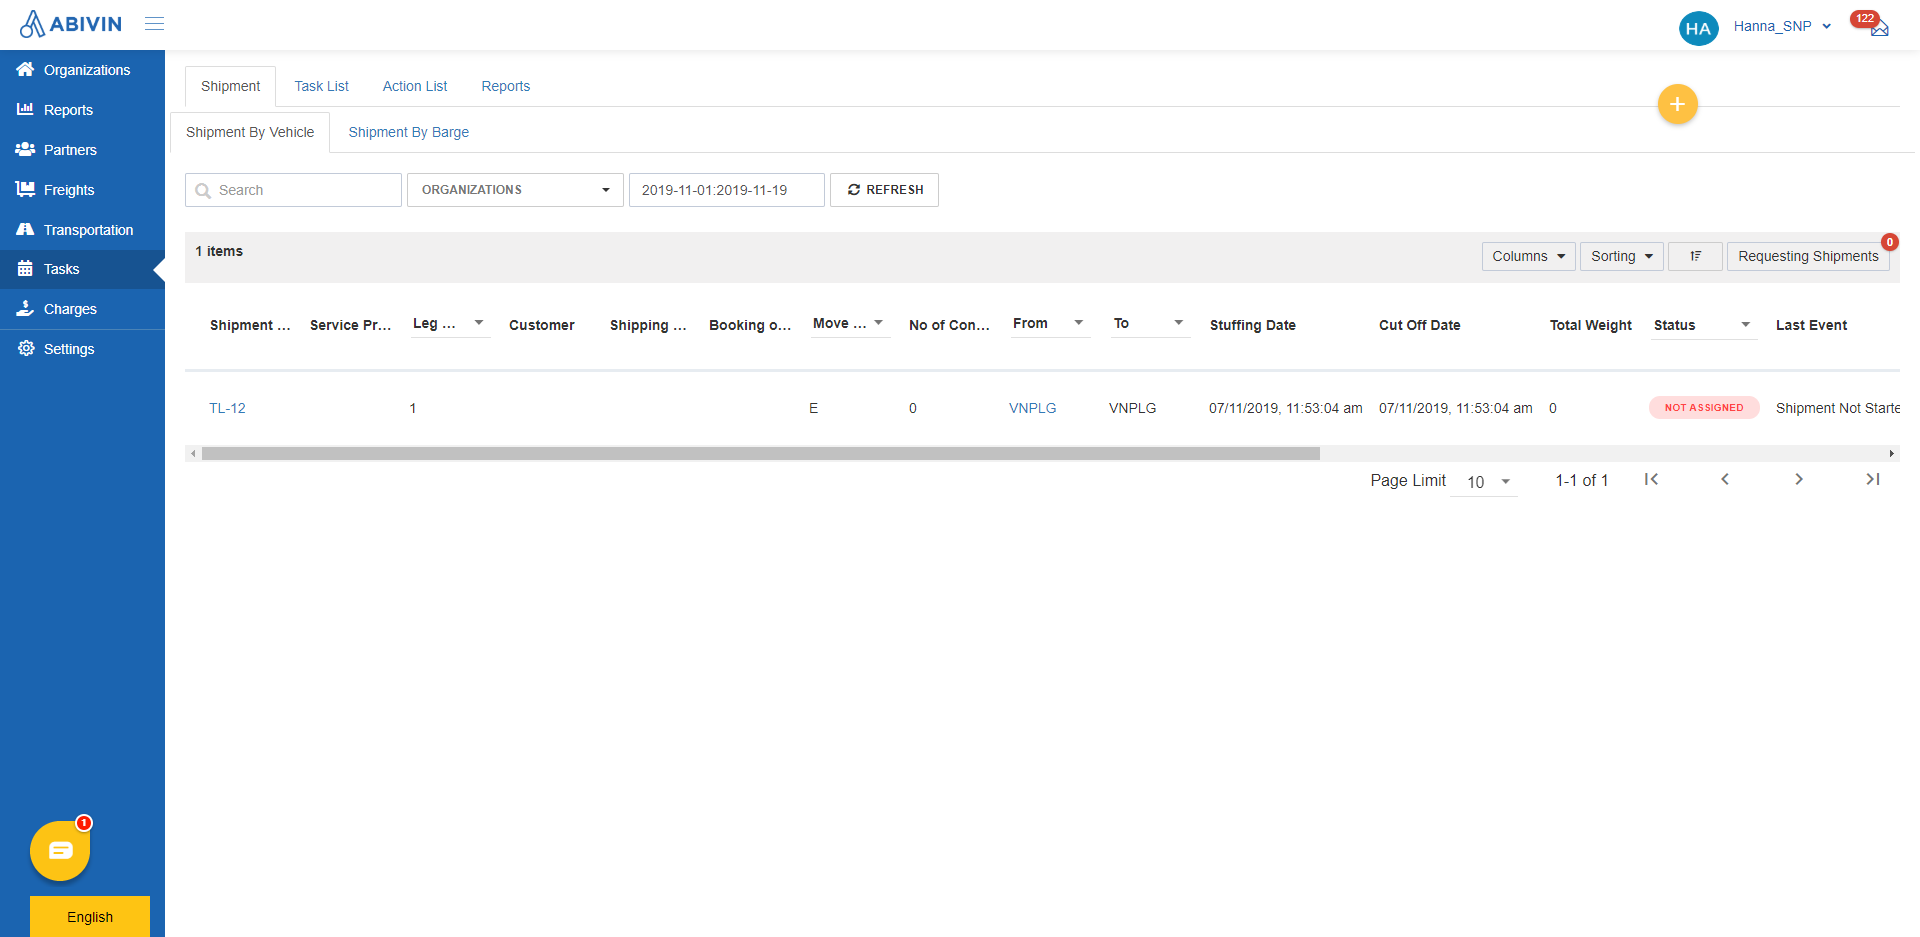 ABIVIN
HA
Hanna_SNP
122
Organizations
Reports
Partners
Freights
Transportation
Tasks
Charges
Settings
Shipment
Task List
Action List
Reports
+
Shipment By Vehicle
Shipment By Barge
Search
ORGANIZATIONS
2019-11-01:2019-11-19
REFRESH
1 items
Columns
Sorting
Requesting Shipments
0
Shipment ...
Service Pr...
Leg ...
Customer
Shipping ...
Booking o...
Move ...
No of Con...
From
To
Stuffing Date
Cut Off Date
Total Weight
Status
Last Event
TL-12
1
E
0
VNPLG
VNPLG
07/11/2019, 11:53:04 am
07/11/2019, 11:53:04 am
0
NOT ASSIGNED
Shipment Not Starte
Page Limit
10
1-1 of 1
1
English